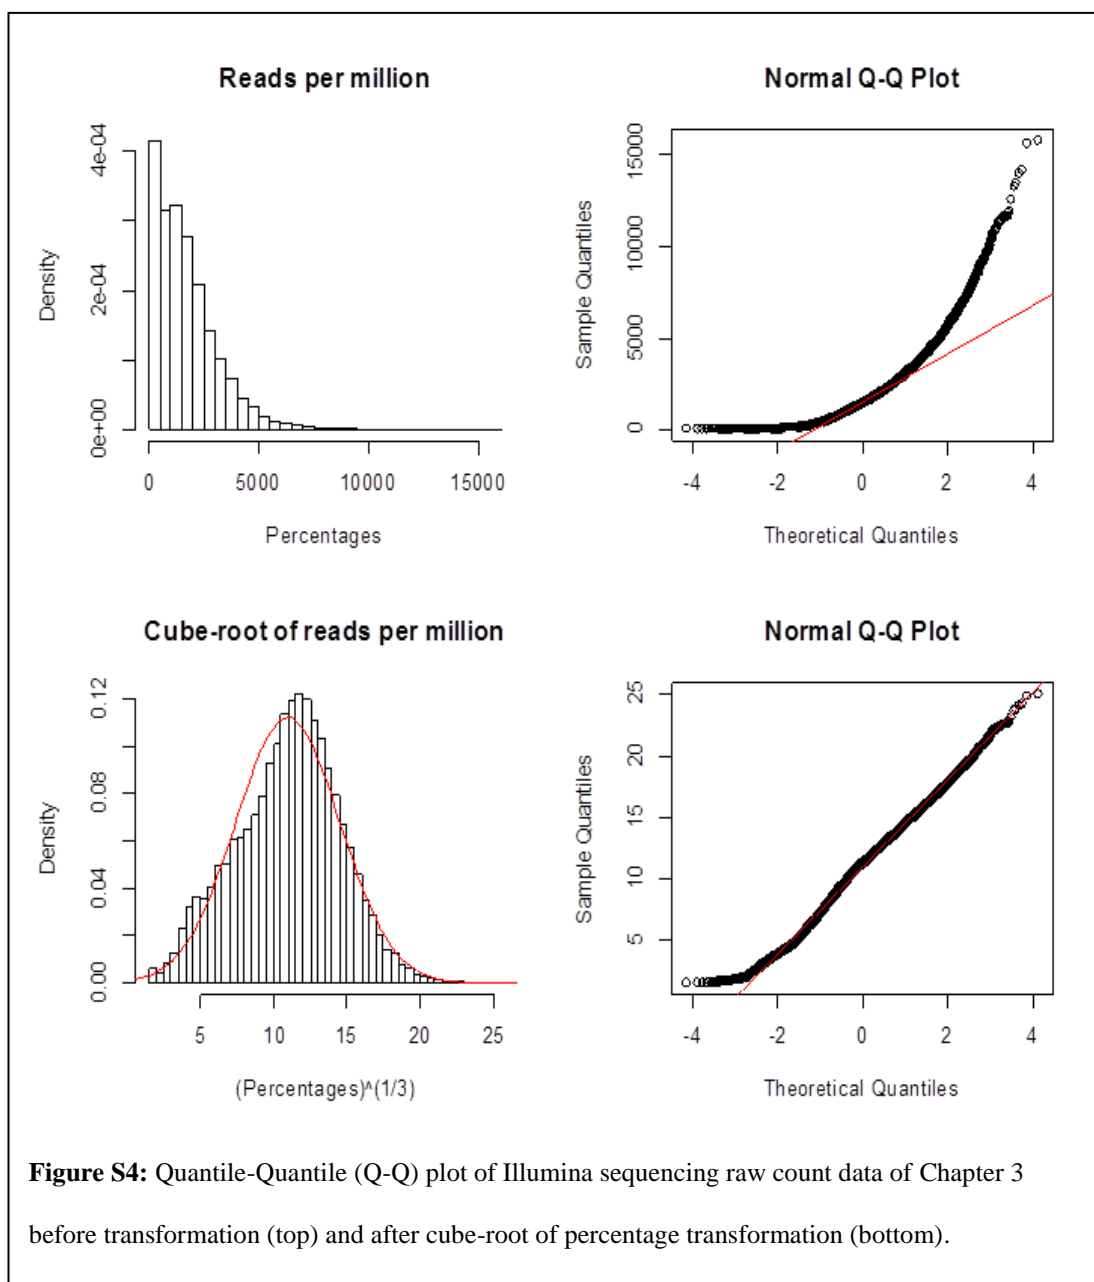 Reads per million
Density
0e+00 2e-04 4e-04
0 5000 10000 15000
Percentages
Normal Q-Q Plot
Sample Quantiles
0 5000 10000 15000
-4 -2 0 2 4
Theoretical Quantiles
Cube-root of reads per million
Density
0.00 0.04 0.08 0.12
5 10 15 20 25
(Percentages)^(1/3)
Normal Q-Q Plot
Sample Quantiles
5 10 15 20 25
-4 -2 0 2 4
Theoretical Quantiles
Figure S4: Quantile-Quantile (Q-Q) plot of Illumina sequencing raw count data of Chapter 3
before transformation (top) and after cube-root of percentage transformation (bottom).